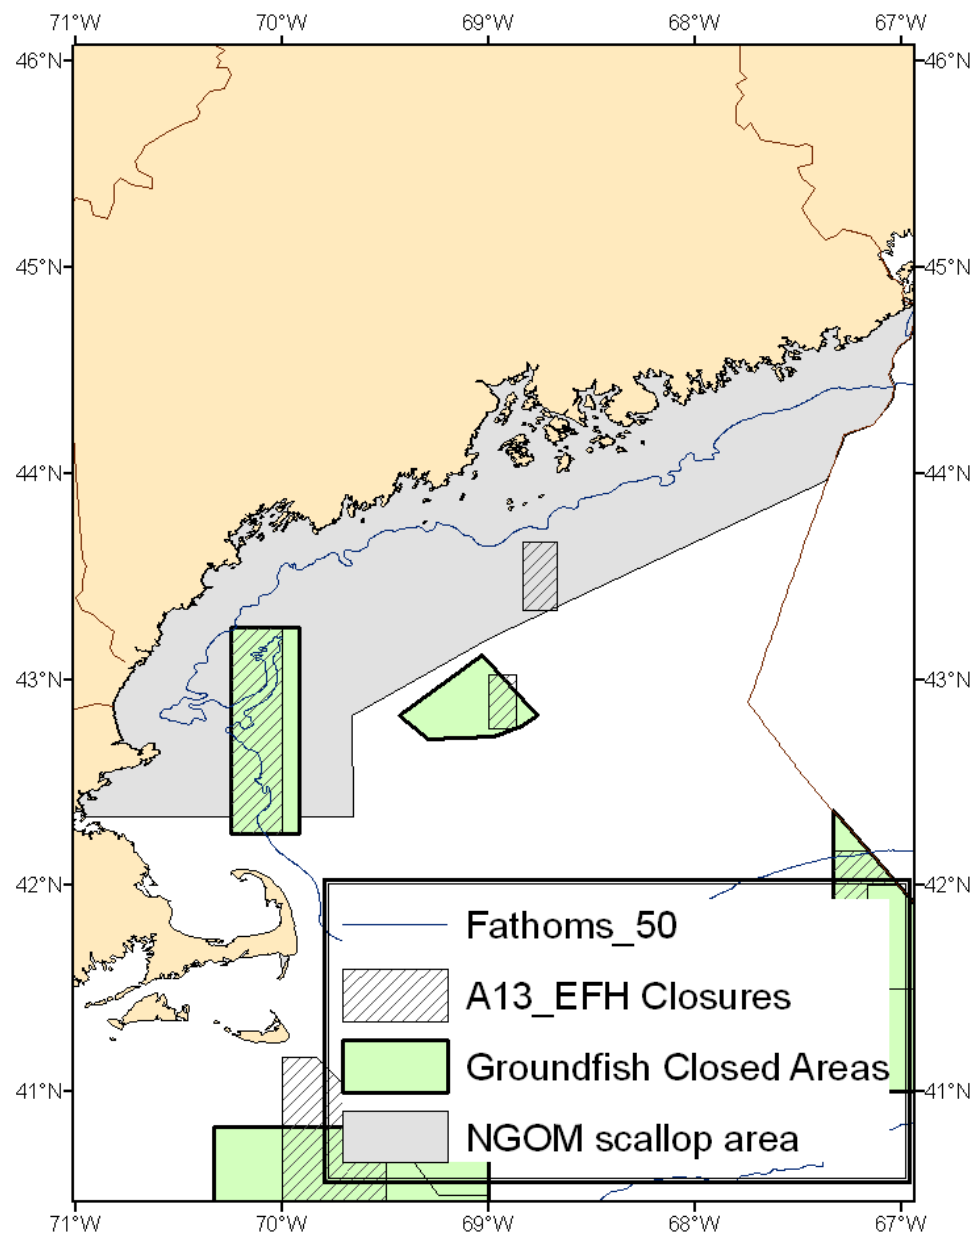 71°W 70°W 69°W 68°W 67°W
46°N 46°N
45°N 45°N
44°N 44°N
43°N 43°N
42°N 42°N
Fathoms_50
A13_EFH Closures
Groundfish Closed Areas
41°N 41°N
NGOM scallop area
71°W 70°W 69°W 68°W 67°W